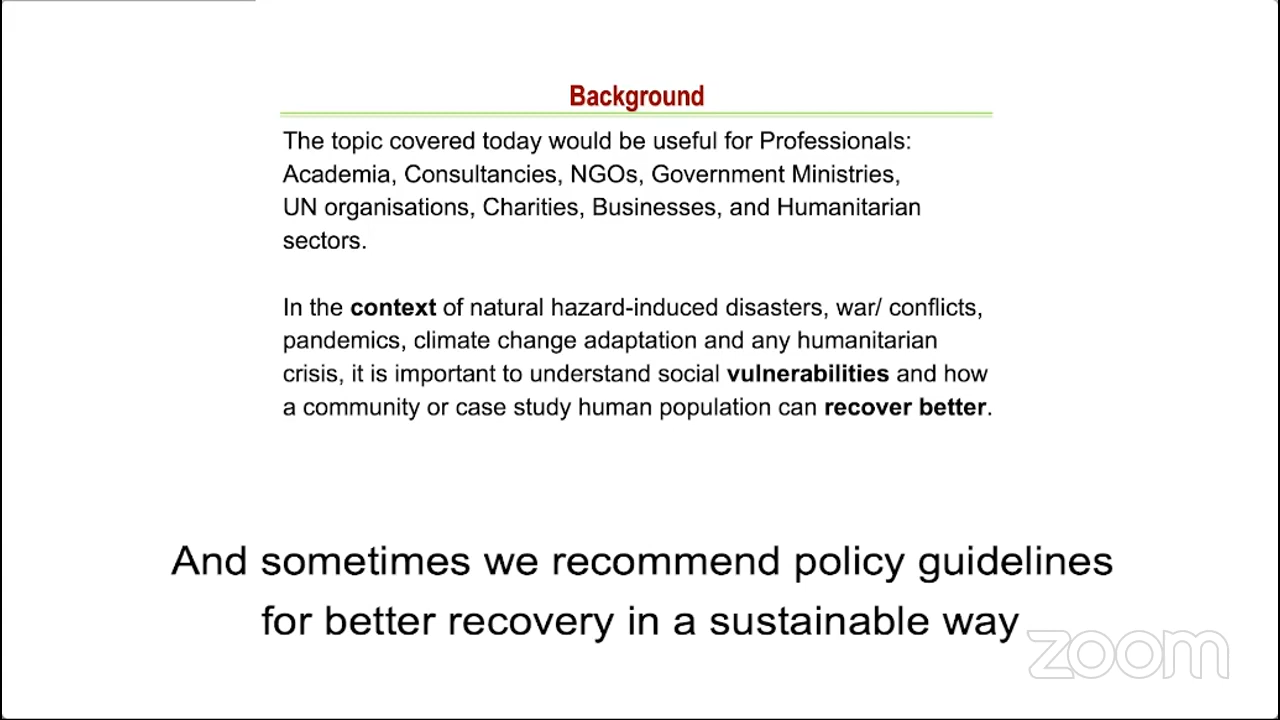 Background
The topic covered today would be useful for Professionals:
Academia, Consultancies, NGOs, Government Ministries,
UN organisations, Charities, Businesses, and Humanitarian
sectors.
In the context of natural hazard-induced disasters, war/ conflicts,
pandemics, climate change adaptation and any humanitarian
crisis, it is important to understand social vulnerabilities and how
a community or case study human population can recover better.
And sometimes we recommend policy guidelines
for better recovery in a sustainable way
zoom